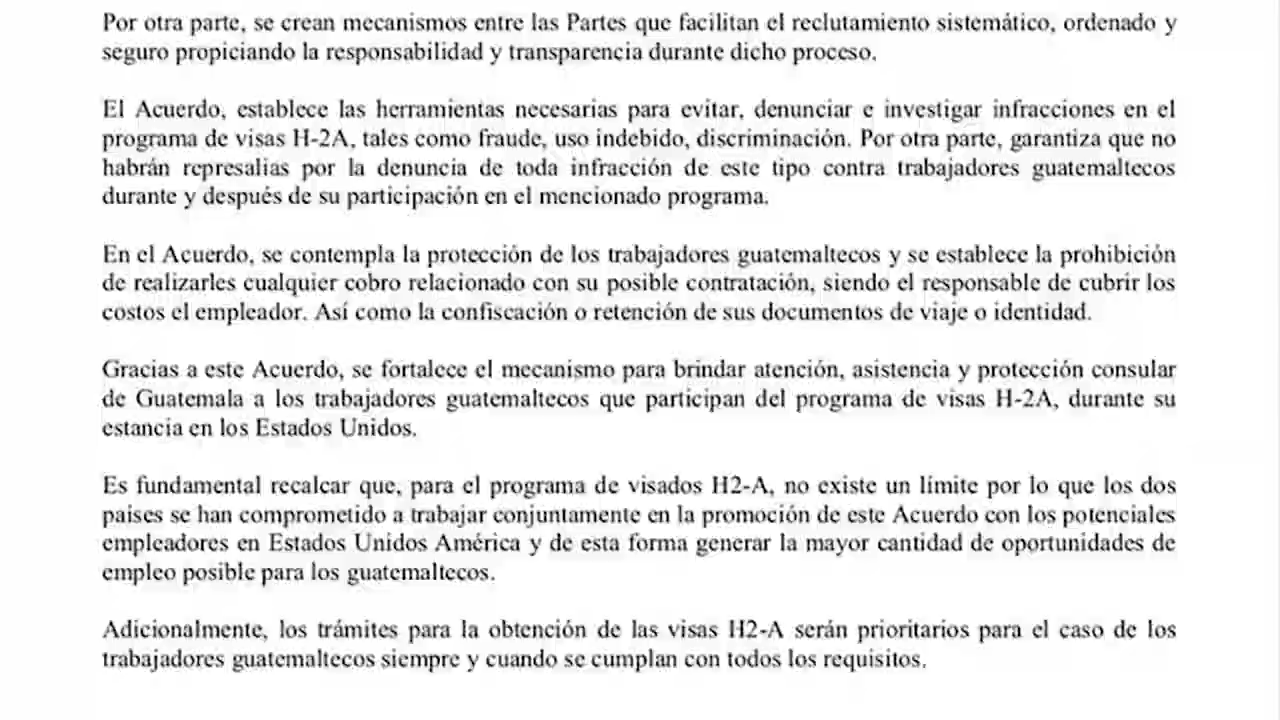 Por otra parte, se crean mecanismos entre las Partes que facilitan el reclutamiento sistemático, ordenado y
seguro propiciando la responsabilidad y transparencia durante dicho proceso.
El Acuerdo, establece las herramientas necesarias para evitar, denunciar e investigar infracciones en el
programa de visas H-2A, tales como fraude, uso indebido, discriminación. Por otra parte, garantiza que no
habrán represalias por la denuncia de toda infracción de este tipo contra trabajadores guatemaltecos
durante y después de su participación en el mencionado programa.
En el Acuerdo, se contempla la protección de los trabajadores guatemaltecos y se establece la prohibición
de realizarles cualquier cobro relacionado con su posible contratación, siendo el responsable de cubrir los
costos el empleador. Así como la confiscación o retención de sus documentos de viaje o identidad.
Gracias a este Acuerdo, se fortalece el mecanismo para brindar atención, asistencia y protección consular
de Guatemala a los trabajadores guatemaltecos que participan del programa de visas H-2A, durante su
estancia en los Estados Unidos.
Es fundamental recalcar que, para el programa de visados H2-A, no existe un límite por lo que los dos
países se han comprometido a trabajar conjuntamente en la promoción de este Acuerdo con los potenciales
empleadores en Estados Unidos América y de esta forma generar la mayor cantidad de oportunidades de
empleo posible para los guatemaltecos.
Adicionalmente, los trámites para la obtención de las visas H2-A serán prioritarios para el caso de los
trabajadores guatemaltecos siempre y cuando se cumplan con todos los requisitos.